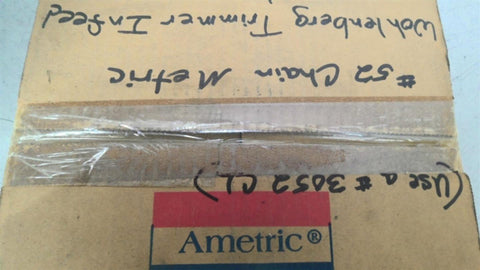 Wohlenberg Trimmer Infeed
#52 Chain Metric
(Use a #3052 CL)
Ametric®